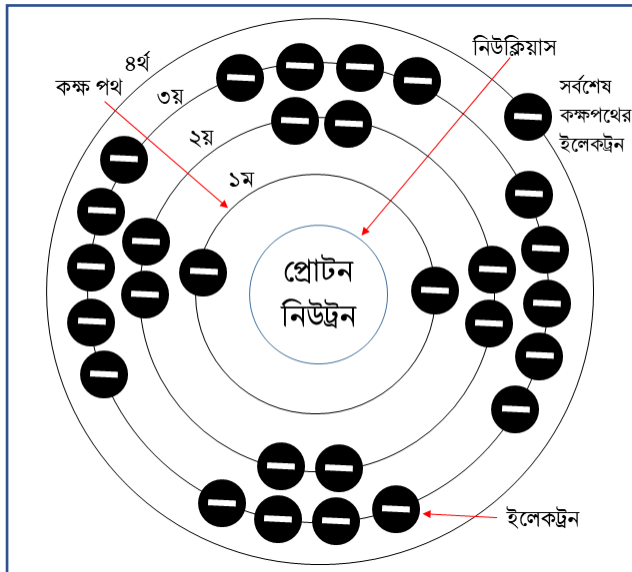 নিউক্লিয়াস
৪র্থ
কক্ষ পথ
৩য়
সর্বশেষ
কক্ষপথের
ইলেকট্রন
২য়
১ম
প্রোটন
নিউট্রন
ইলেকট্রন